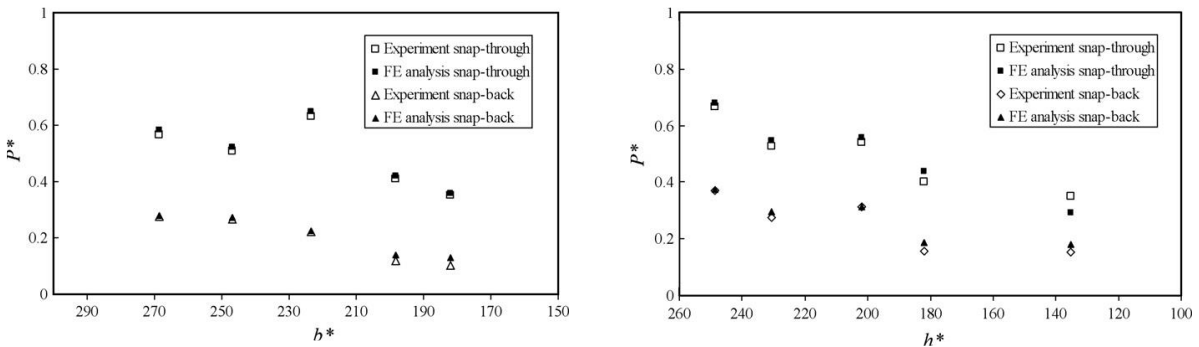 1
0.8
0.6
0.4
0.2
0
P*
290 270 250 230 210 190 170 150
b*
Experiment snap-through
FE analysis snap-through
Experiment snap-back
FE analysis snap-back
1
0.8
0.6
0.4
0.2
0
P*
260 240 220 200 180 160 140 120 100
h*
Experiment snap-through
FE analysis snap-through
Experiment snap-back
FE analysis snap-back